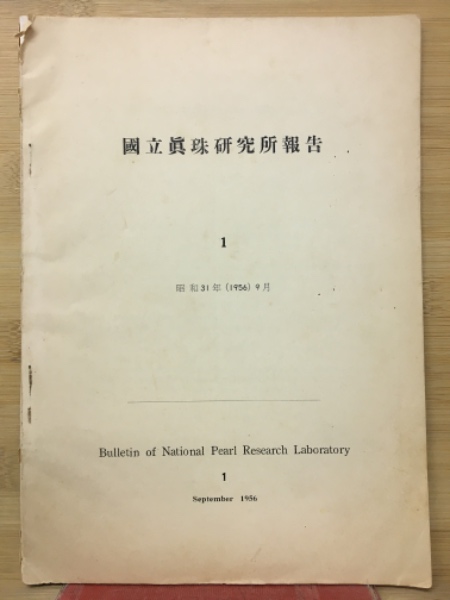 國立眞珠研究所報告
1
昭和31年(1956)9月
Bulletin of National Pearl Research Laboratory
1
September 1956